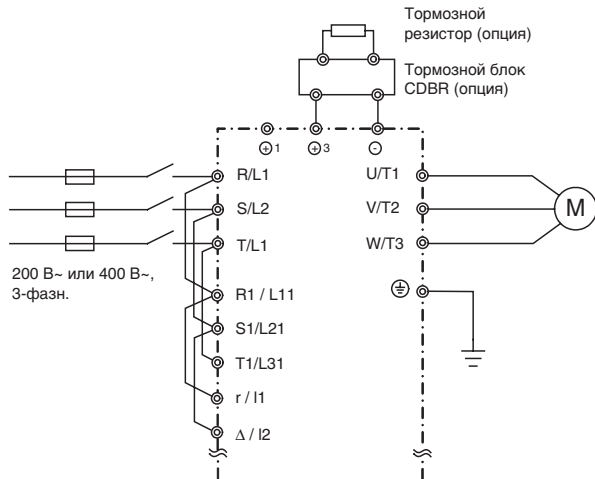 Тормозной
резистор (опция)
Тормозной блок
CDBR (опция)
⊕1
⊕3
⊖
R/L1
U/T1
S/L2
V/T2
M
T/L1
W/T3
200 В~ или 400 В~,
3-фазн.
R1 / L11
S1/L21
T1/L31
r / l1
Δ / l2